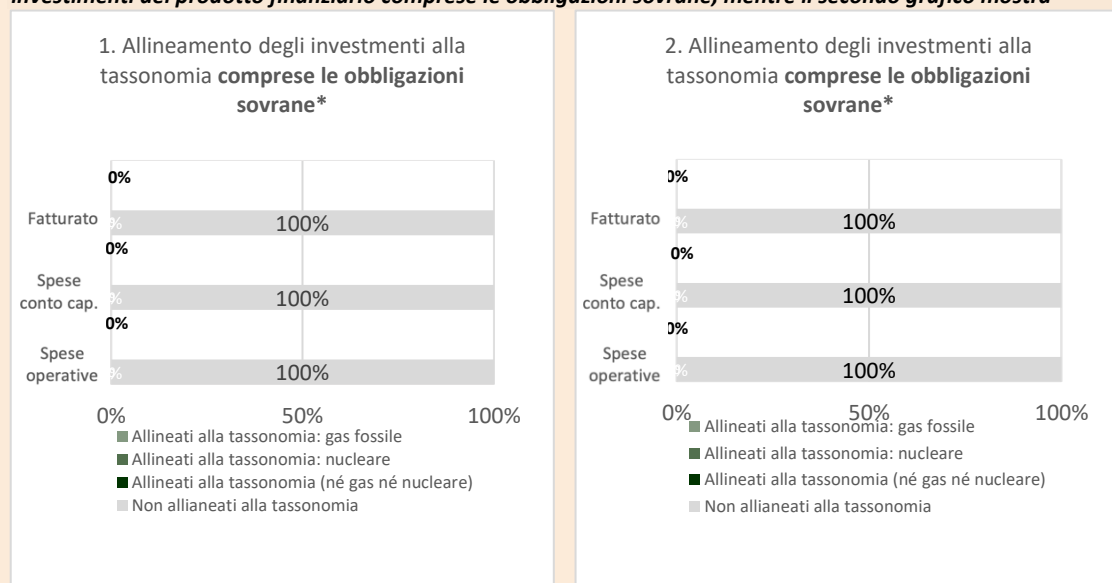 investimenti del prodotto finanziario comprese le obbligazioni sovrane, mentre il secondo grafico mostra
1. Allineamento degli investimenti alla
tassonomia comprese le obbligazioni
sovrane*
0%
Fatturato
%
100%
0%
Spese
conto cap.
%
100%
0%
Spese
operative
%
100%
0%
50%
100%
Allineati alla tassonomia: gas fossile
Allineati alla tassonomia: nucleare
Allineati alla tassonomia (né gas né nucleare)
Non allianeati alla tassonomia
2. Allineamento degli investimenti alla
tassonomia comprese le obbligazioni
sovrane*
0%
Fatturato
%
100%
0%
Spese
conto cap.
%
100%
0%
Spese
operative
%
100%
0%
50%
100%
Allineati alla tassonomia: gas fossile
Allineati alla tassonomia: nucleare
Allineati alla tassonomia (né gas né nucleare)
Non allianeati alla tassonomia